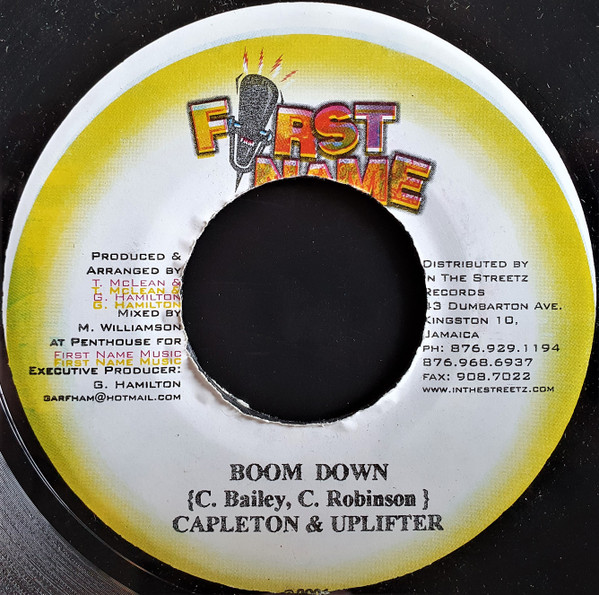 FIRST
NAME
PRODUCED &
ARRANGED BY
T. MCLEAN &
G. HAMILTON
MIXED BY
M. WILLIAMSON
AT PENTHOUSE FOR
FIRST NAME MUSIC
EXECUTIVE PRODUCER:
G. HAMILTON
GARFHAM@HOTMAIL.COM
DISTRIBUTED BY
IN THE STREETZ
RECORDS
DUMBARTON AVE.
KINGSTON 10,
JAMAICA
PH: 876.929.1194
876.968.6937
FAX: 908.7022
WWW.INTHESTREETZ.COM
BOOM DOWN
{C. Bailey, C. Robinson }
CAPLETON & UPLIFTER